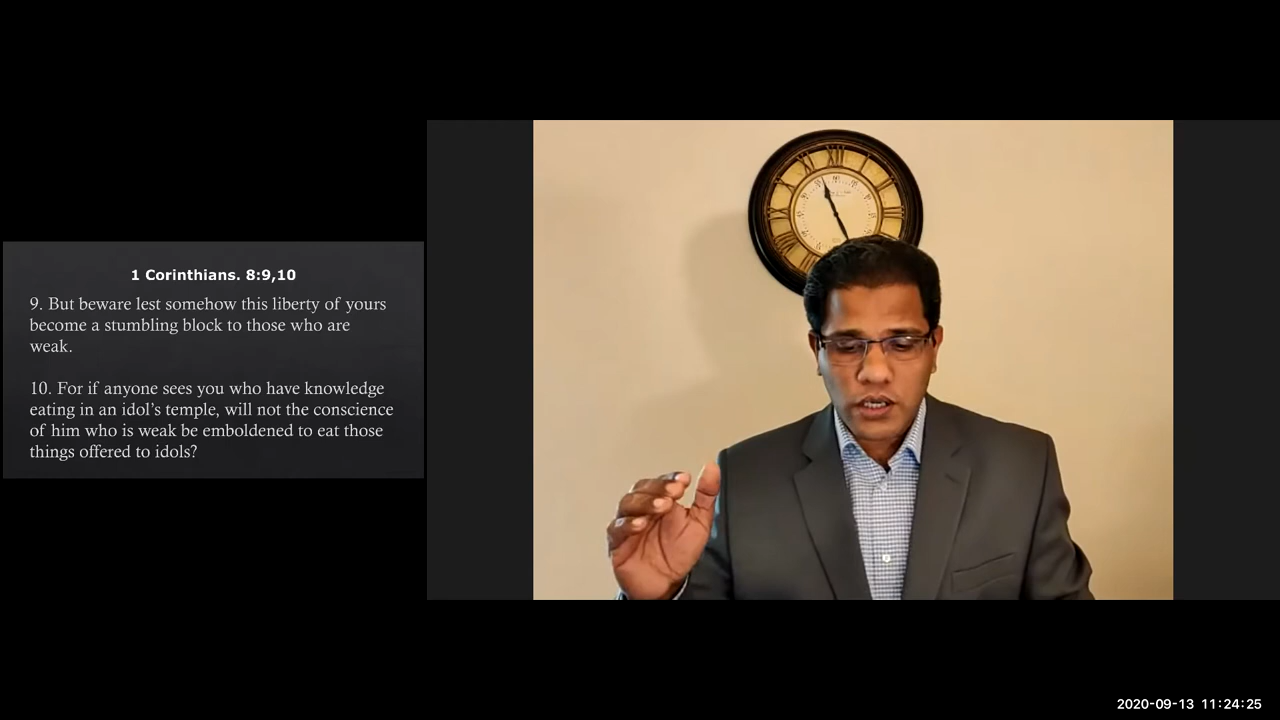 1 Corinthians. 8:9,10
9. But beware lest somehow this liberty of yours
become a stumbling block to those who are
weak.
10. For if anyone sees you who have knowledge
eating in an idol’s temple, will not the conscience
of him who is weak be emboldened to eat those
things offered to idols?
2020-09-13 11:24:25